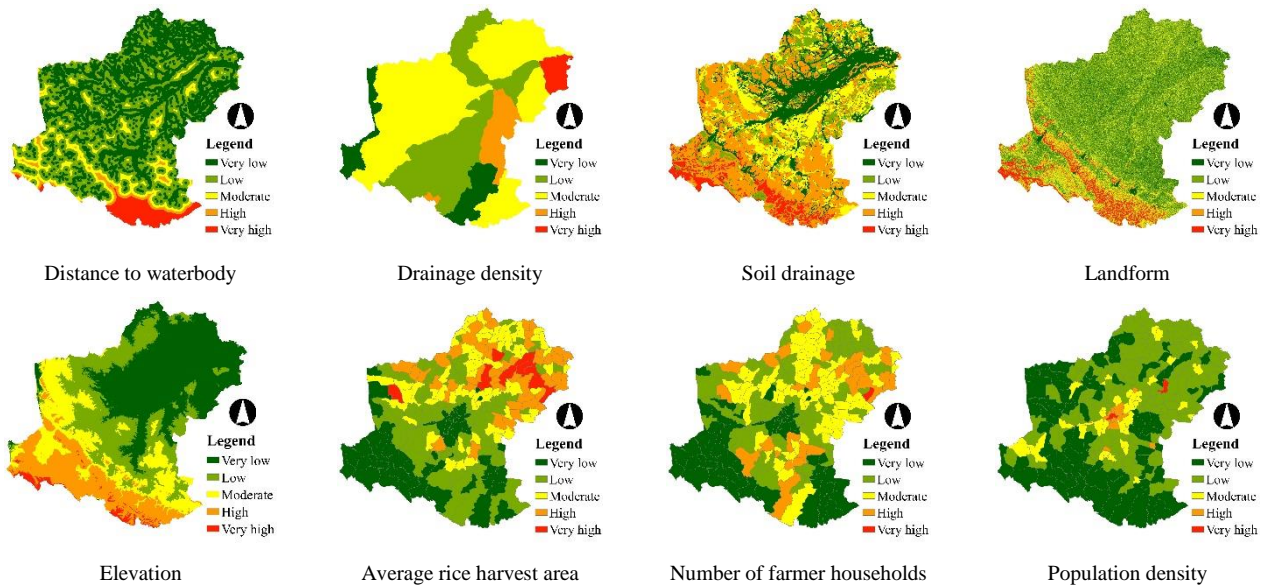 Legend
Very low
Low
Moderate
High
Very high
Distance to waterbody
Legend
Very low
Low
Moderate
High
Very high
Drainage density
Legend
Very low
Low
Moderate
High
Very high
Soil drainage
Legend
Very low
Low
Moderate
High
Very high
Landform
Legend
Very low
Low
Moderate
High
Very high
Elevation
Legend
Very low
Low
Moderate
High
Very high
Average rice harvest area
Legend
Very low
Low
Moderate
High
Very high
Number of farmer households
Legend
Very low
Low
Moderate
High
Very high
Population density